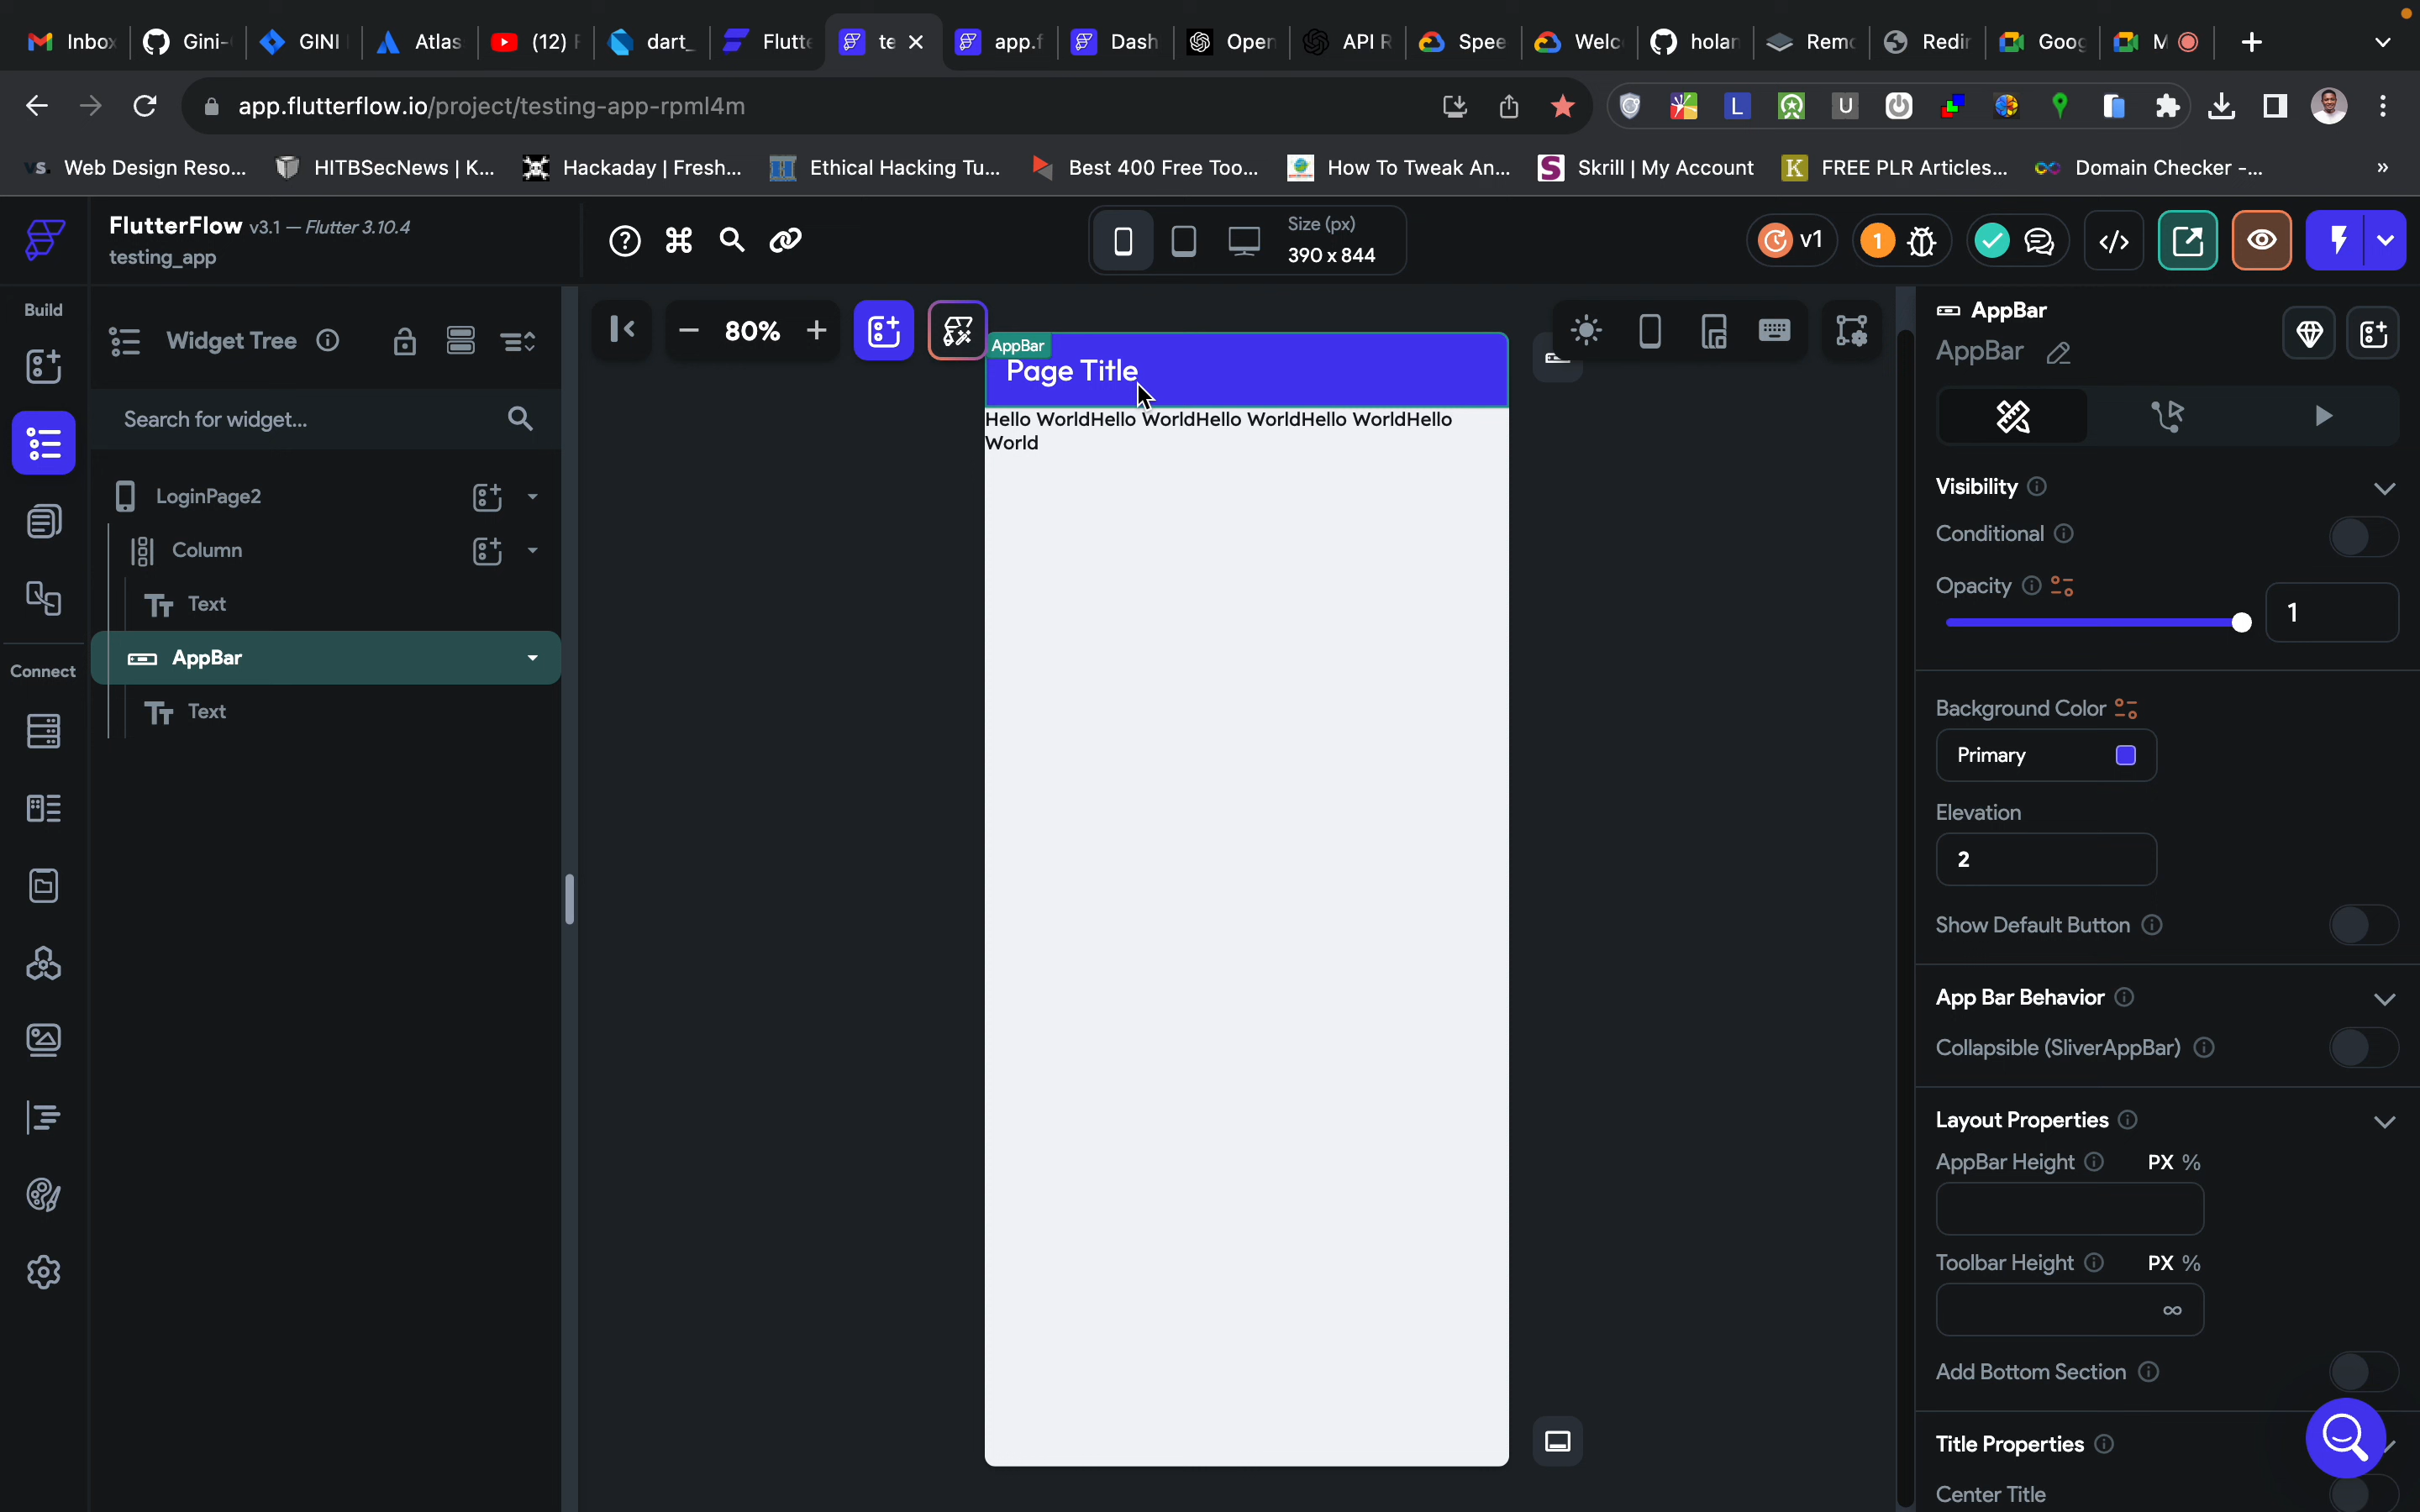 Inbox
Gini-
GINI
Atlas
(12) F
dart_
Flutte
te
app.f
Dash
Open
API R
Spee
Welc
holan
Remo
Redir
Goog
M
app.flutterflow.io/project/testing-app-rpml4m
L
U
vs. Web Design Reso...
HITBSecNews | K...
Hackaday | Fresh...
Ethical Hacking Tu...
Best 400 Free Too...
How To Tweak An...
S Skrill | My Account
K FREE PLR Articles...
Domain Checker -...
»
FlutterFlow v3.1 — Flutter 3.10.4
testing_app
Size (px)
390 x 844
v1
1
Build
Widget Tree
Search for widget...
LoginPage2
Column
Text
AppBar
Text
Connect
80%
AppBar
Page Title
Hello WorldHello WorldHello WorldHello WorldHello
World
AppBar
AppBar
Visibility
Conditional
Opacity
1
Background Color
Primary
Elevation
2
Show Default Button
App Bar Behavior
Collapsible (SliverAppBar)
Layout Properties
AppBar Height PX %
Toolbar Height PX %
∞
Add Bottom Section
Title Properties
Center Title